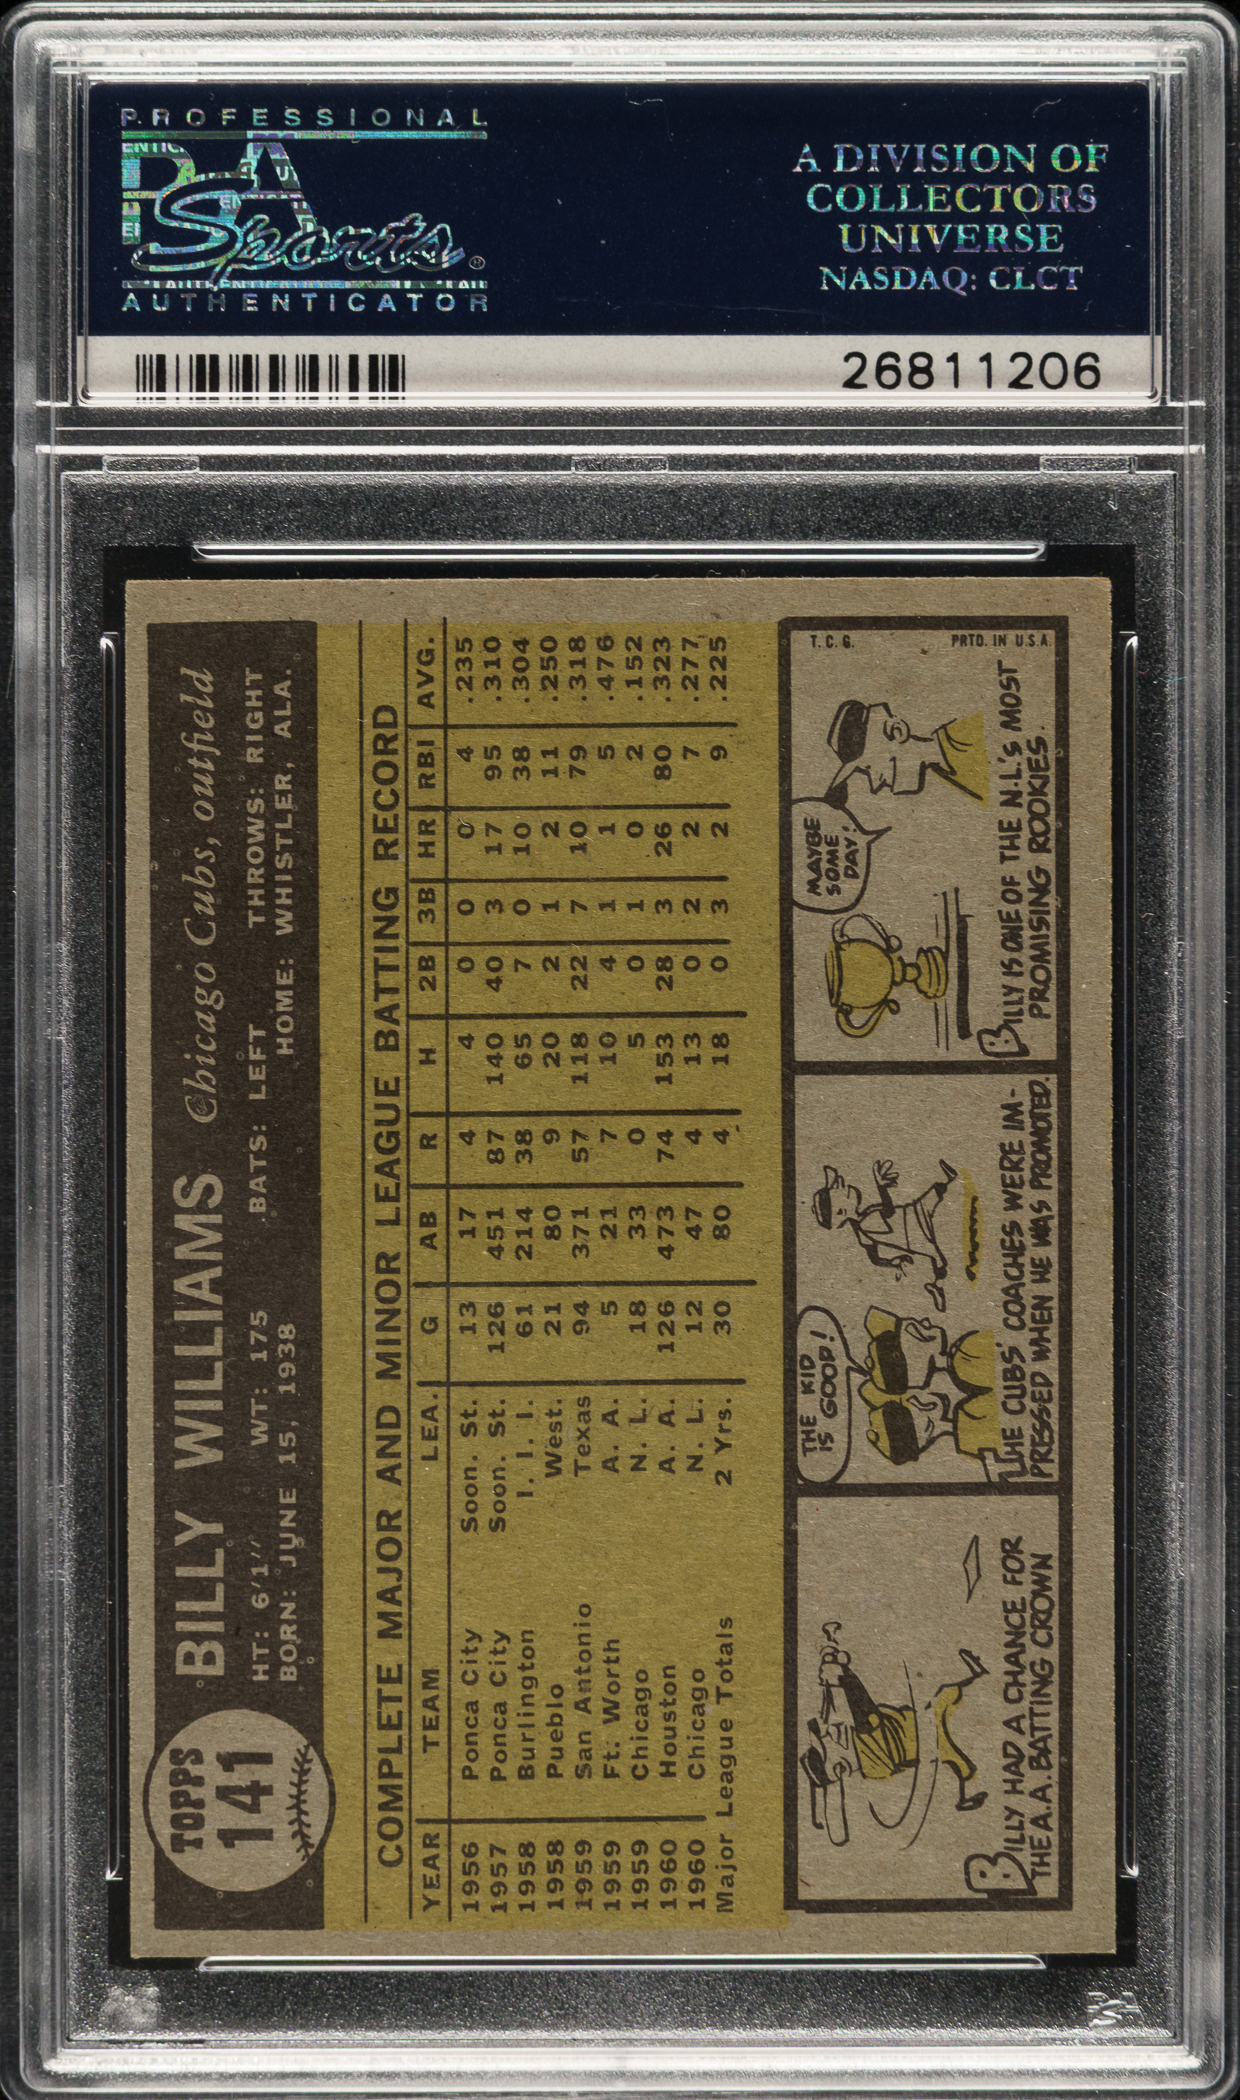 PROFESSIONAL
PSA
Sports®
AUTHENTICATOR
A DIVISION OF
COLLECTORS
UNIVERSE
NASDAQ: CLCT
26811206
TOPPS
141
BILLY WILLIAMS Chicago Cubs, outfield
HT: 6'1" WT: 175 BATS: LEFT THROWS: RIGHT
BORN: JUNE 15, 1938 HOME: WHISTLER, ALA.
COMPLETE MAJOR AND MINOR LEAGUE BATTING RECORD
YEAR TEAM LEA. G AB R H 2B 3B HR RBI AVG.
1956 Ponca City Soon. St. 13 17 4 4 0 0 0 4 .235
1957 Ponca City Soon. St. 126 451 87 140 40 3 17 95 .310
1958 Burlington I. I. I. 61 214 38 65 7 0 10 38 .304
1958 Pueblo West. 21 80 9 20 2 1 2 11 .250
1959 San Antonio Texas 94 371 57 118 22 7 10 79 .318
1959 Ft. Worth A. A. 5 21 7 10 4 1 1 5 .476
1959 Chicago N. L. 18 33 0 5 0 1 0 2 .152
1960 Houston A. A. 126 473 74 153 28 3 26 80 .323
1960 Chicago N. L. 12 47 4 13 0 2 2 7 .277
Major League Totals 2 Yrs. 30 80 4 18 0 3 2 9 .225
BILLY HAD A CHANCE FOR
THE A.A. BATTING CROWN
THE KID
IS GOOD!
THE CUBS' COACHES WERE IM-
PRESSED WHEN HE WAS PROMOTED.
MAYBE
SOME
DAY!
BILLY IS ONE OF THE N.L.'S MOST
PROMISING ROOKIES.
T. C. G. PRTD. IN U.S.A.